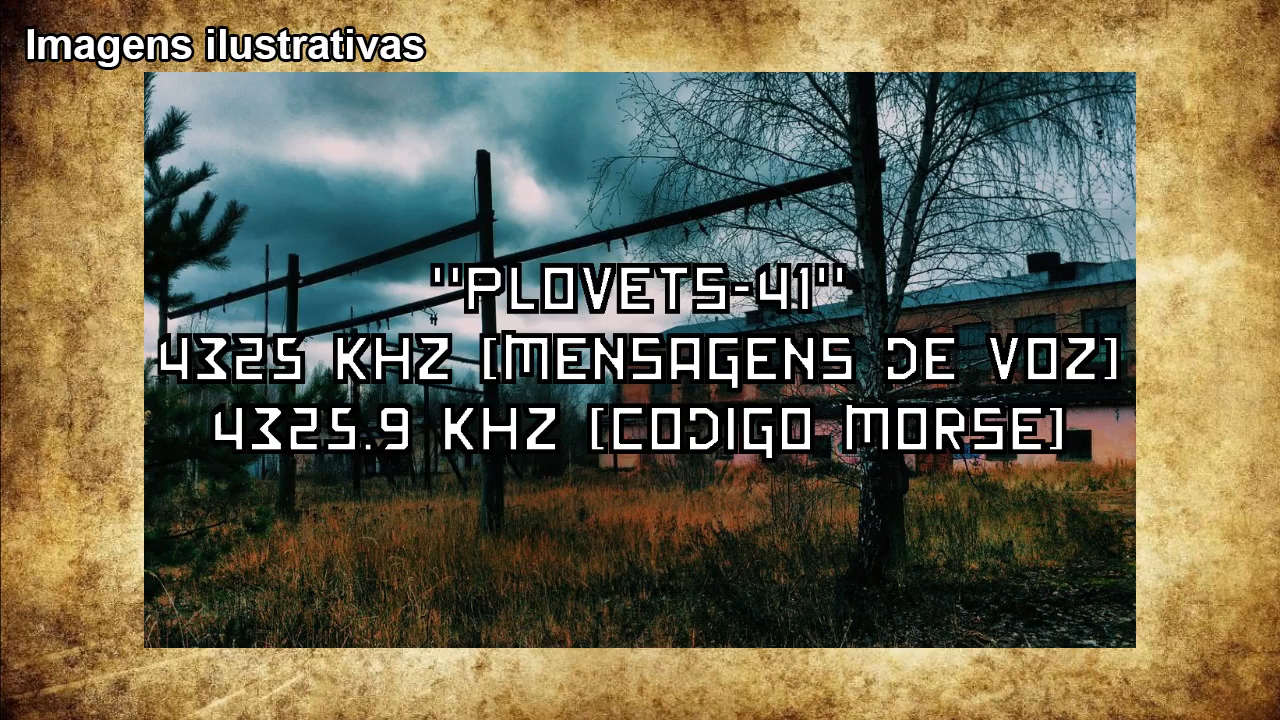 Imagens ilustrativas
"PLOVETS-41"
4325 KHZ [MENSAGENS DE VOZ]
4325.9 KHZ [CODIGO MORSE]